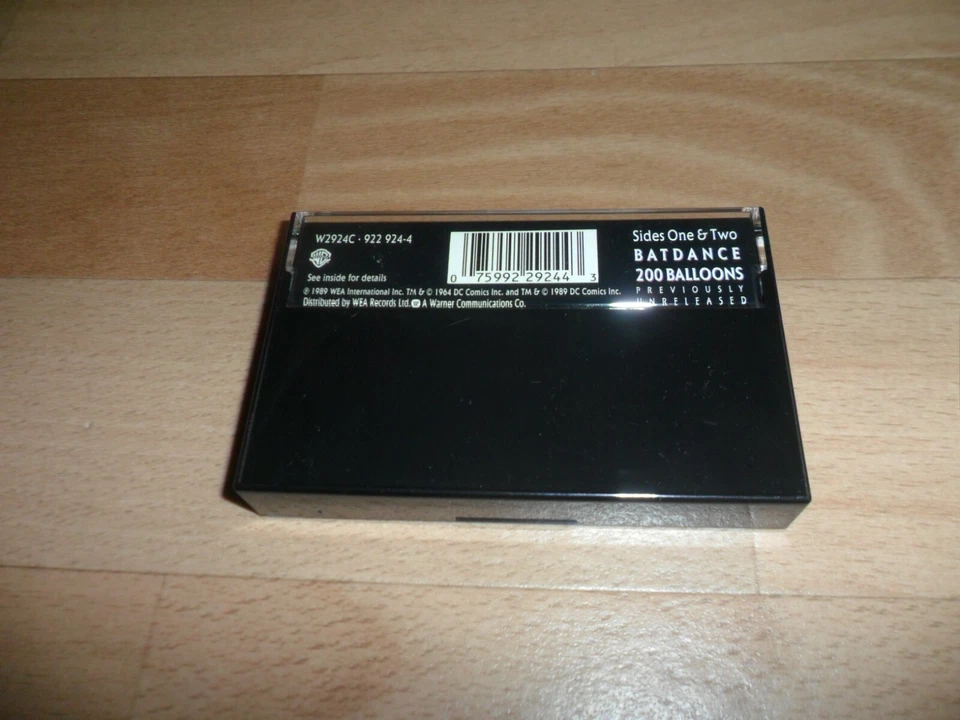 W2924C · 922 924-4
See inside for details
℗ 1989 WEA International Inc. TM & © 1964 DC Comics Inc. and TM & © 1989 DC Comics Inc.
Distributed by WEA Records Ltd. A Warner Communications Co.
0 75992 29244 3
Sides One & Two
BATDANCE
200 BALLOONS
PREVIOUSLY
UNRELEASED